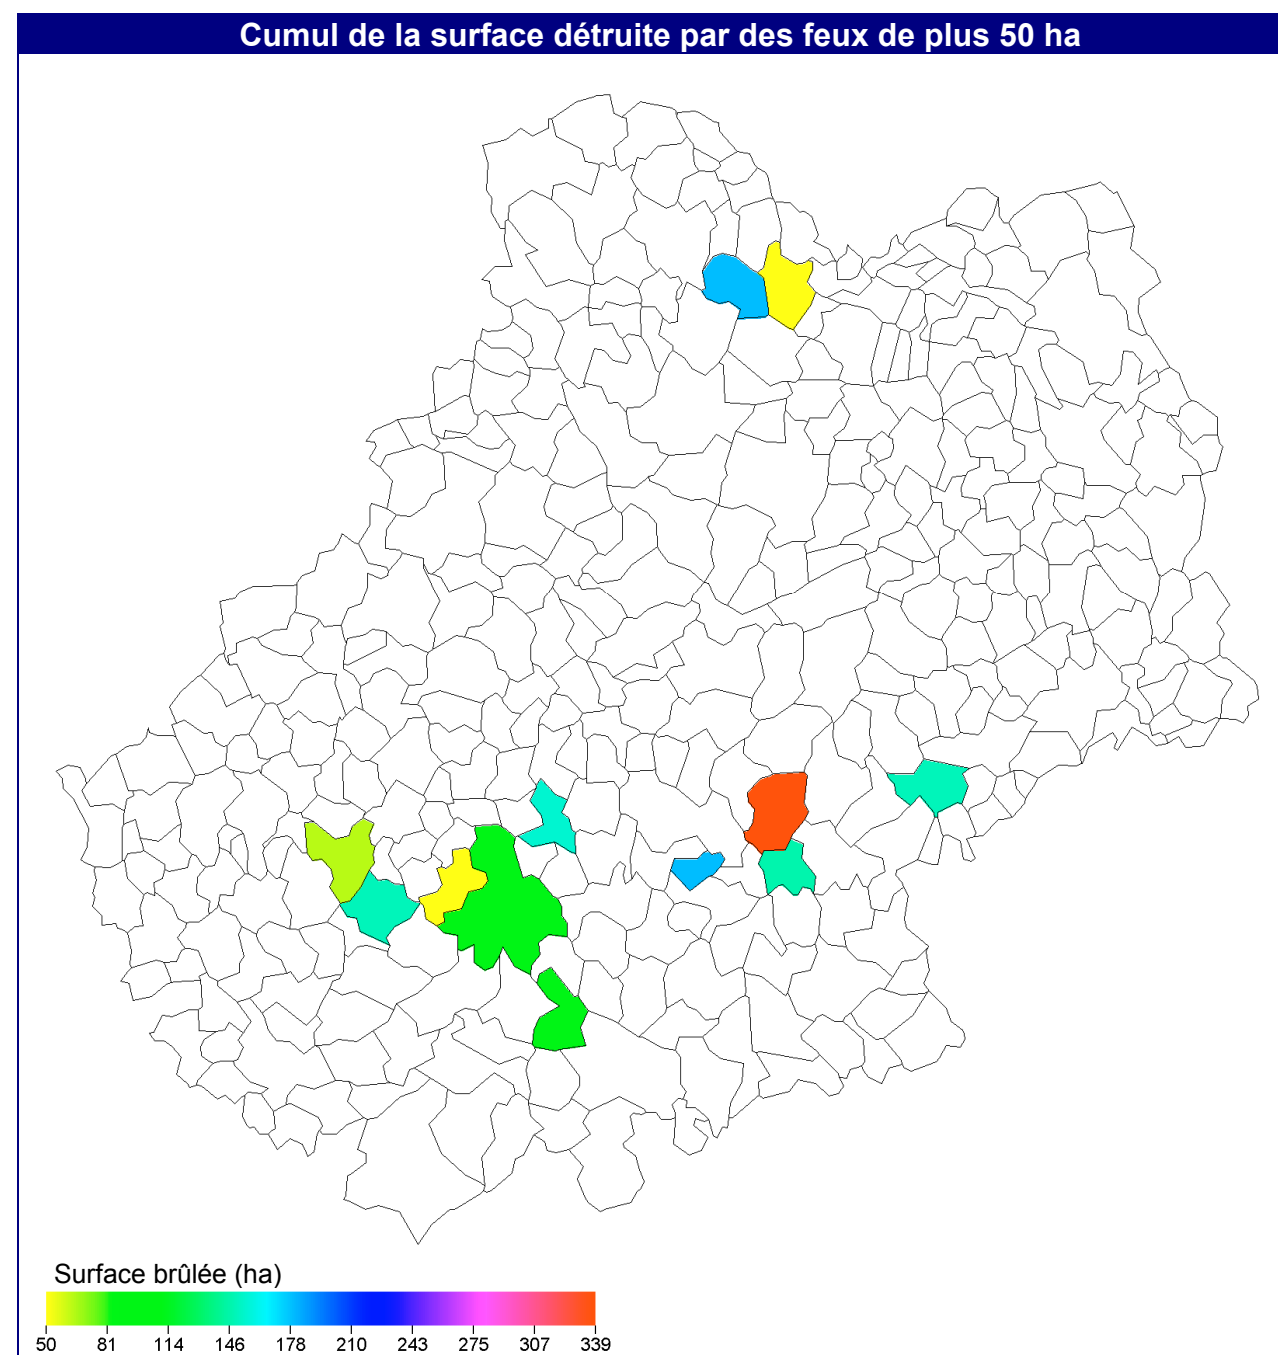 Cumul de la surface détruite par des feux de plus 50 ha
Surface brûlée (ha)
50 81 114 146 178 210 243 275 307 339